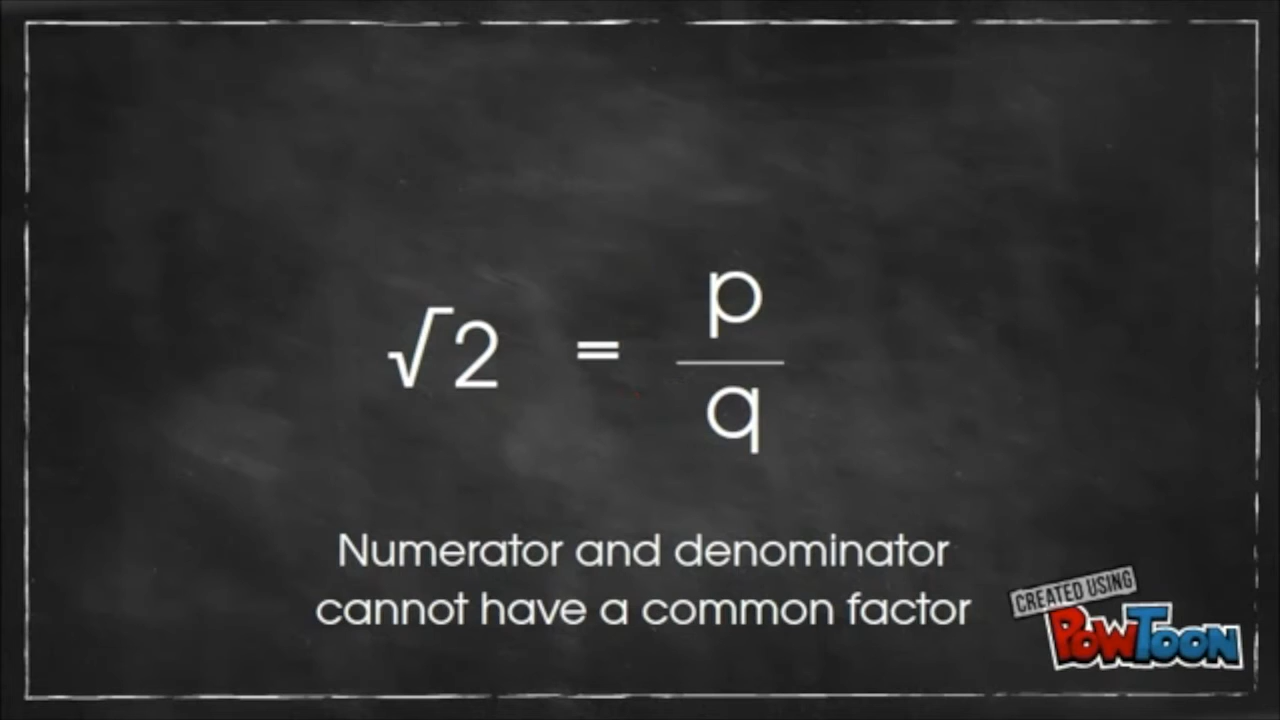 √2 = p/q
Numerator and denominator
cannot have a common factor
CREATED USING
POWTOON